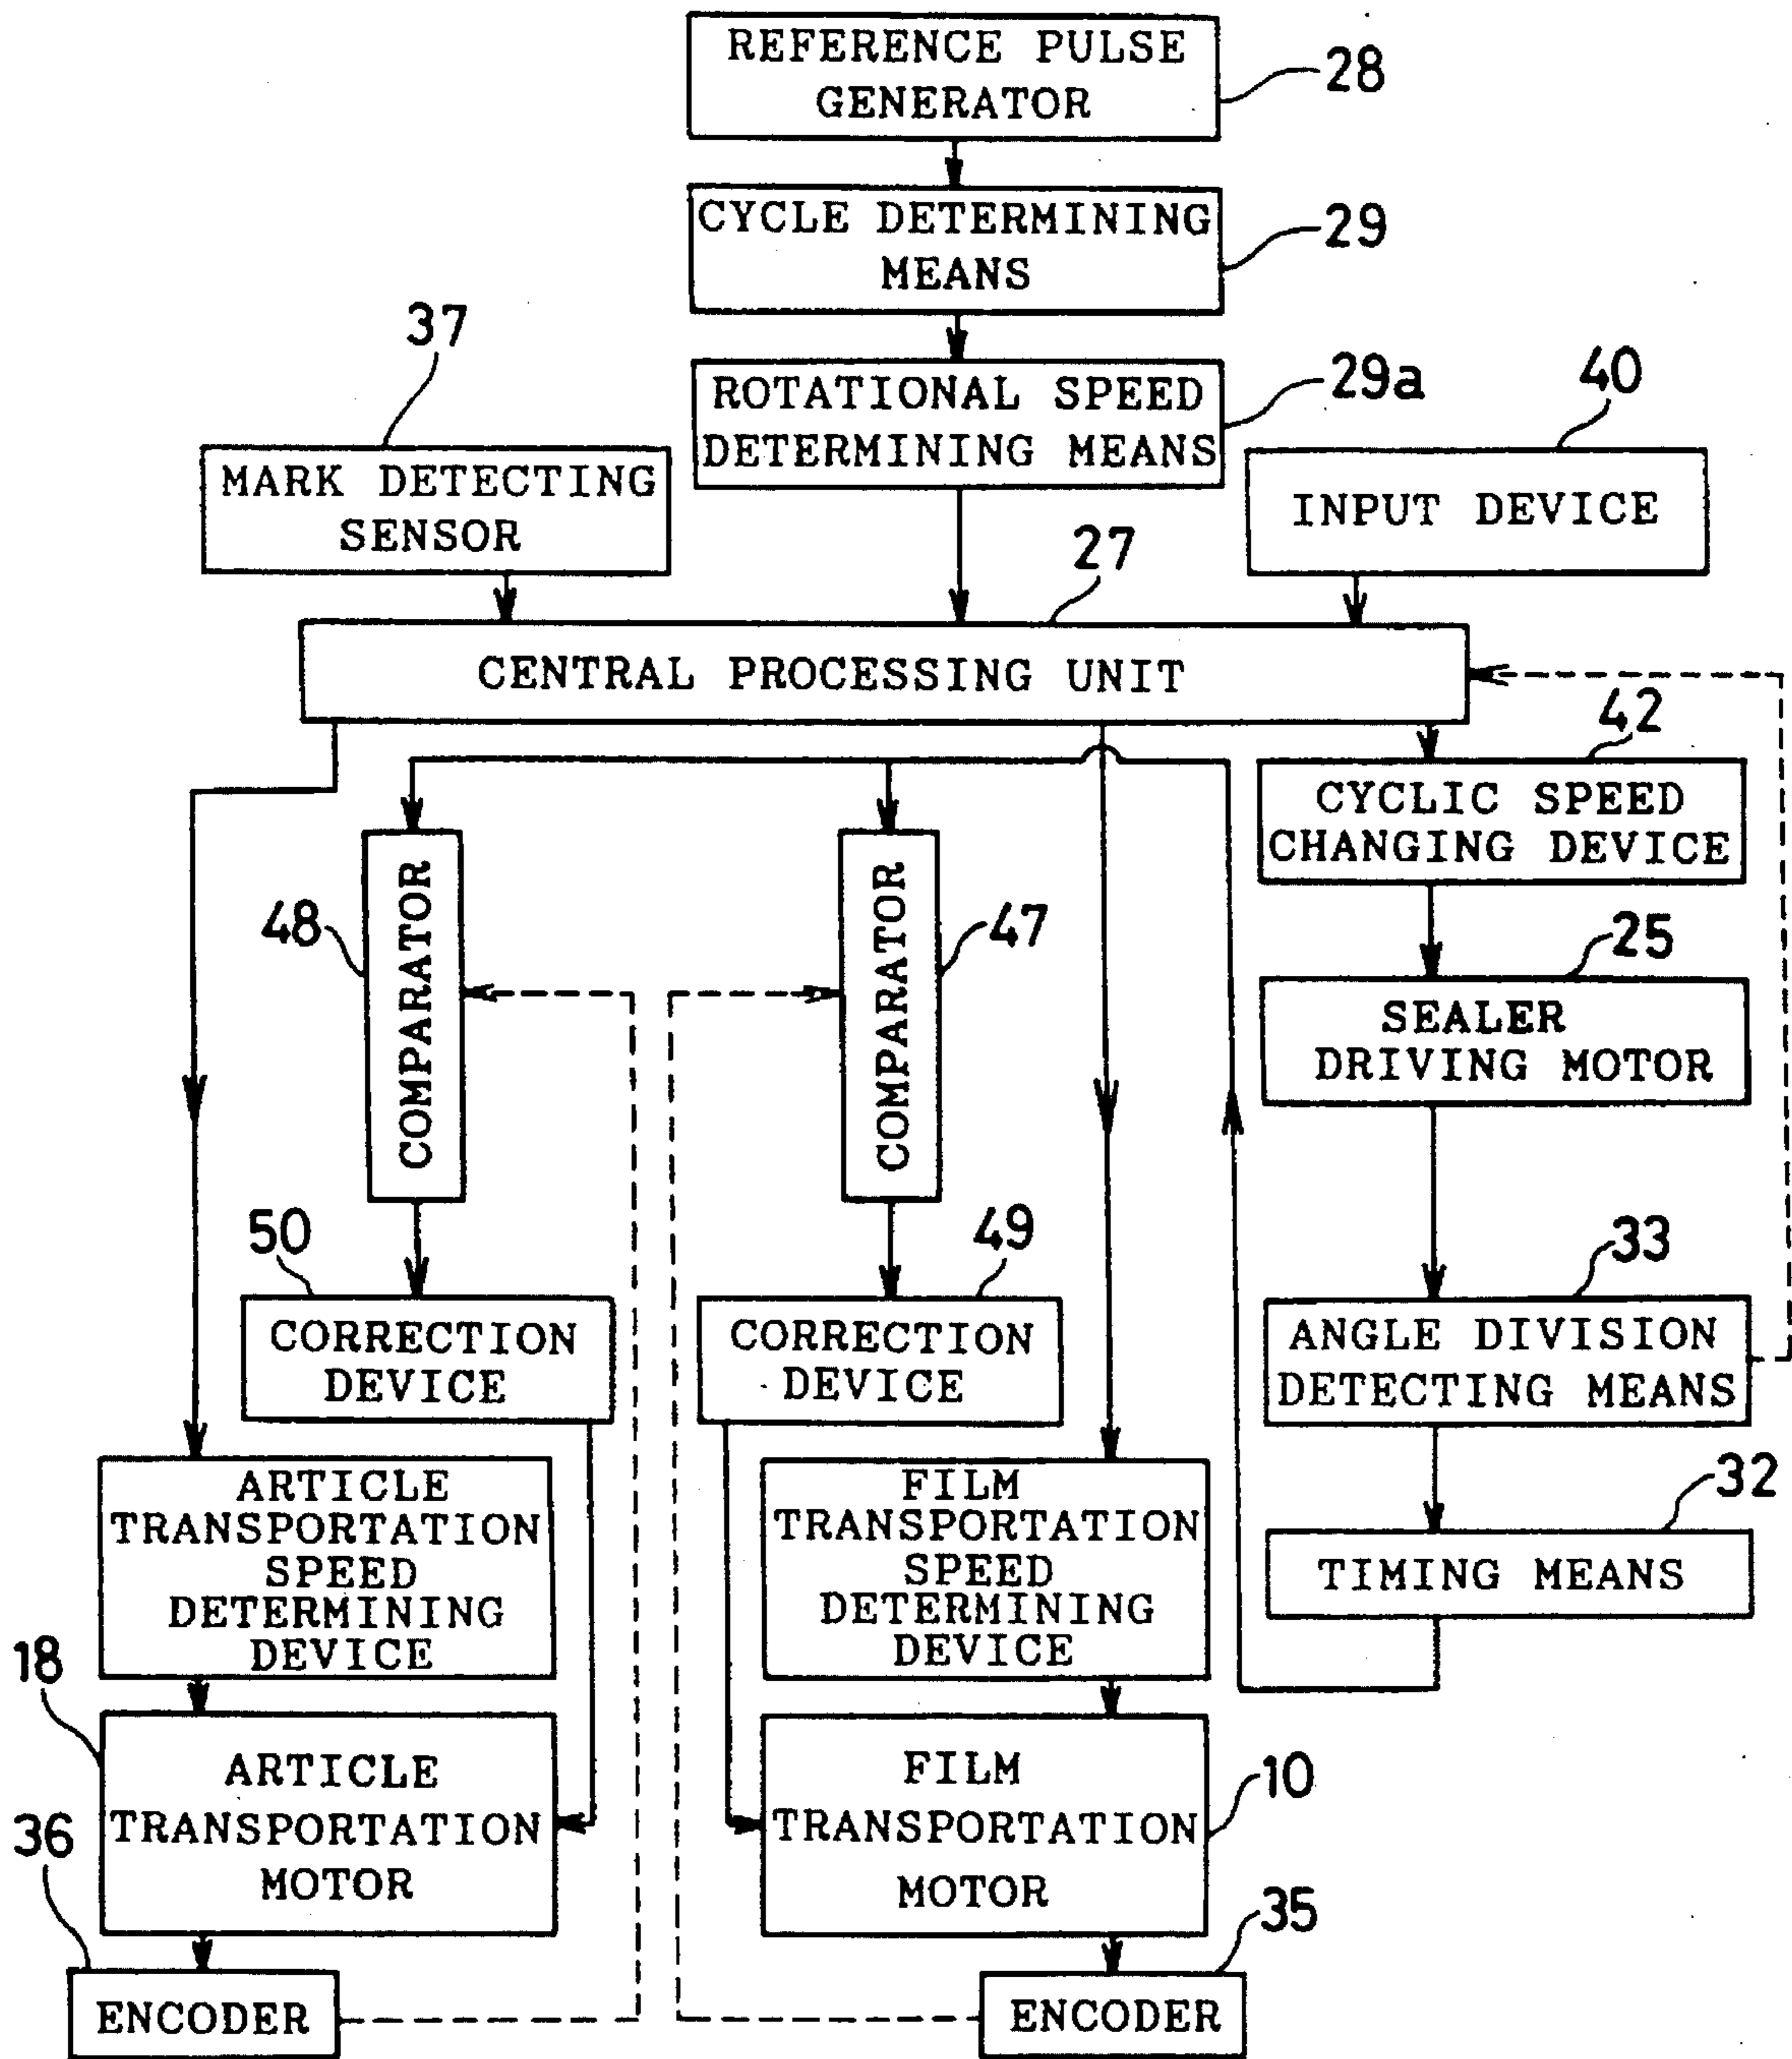 REFERENCE PULSE
GENERATOR
28
CYCLE DETERMINING
MEANS
29
37
ROTATIONAL SPEED
DETERMINING MEANS
29a
40
MARK DETECTING
SENSOR
INPUT DEVICE
27
CENTRAL PROCESSING UNIT
42
CYCLIC SPEED
CHANGING DEVICE
48
COMPARATOR
COMPARATOR
47
25
SEALER
DRIVING MOTOR
50
CORRECTION
DEVICE
49
CORRECTION
DEVICE
33
ANGLE DIVISION
DETECTING MEANS
ARTICLE
TRANSPORTATION
SPEED
DETERMINING
DEVICE
FILM
TRANSPORTATION
SPEED
DETERMINING
DEVICE
32
TIMING MEANS
18
ARTICLE
TRANSPORTATION
MOTOR
FILM
TRANSPORTATION
MOTOR
10
36
ENCODER
35
ENCODER